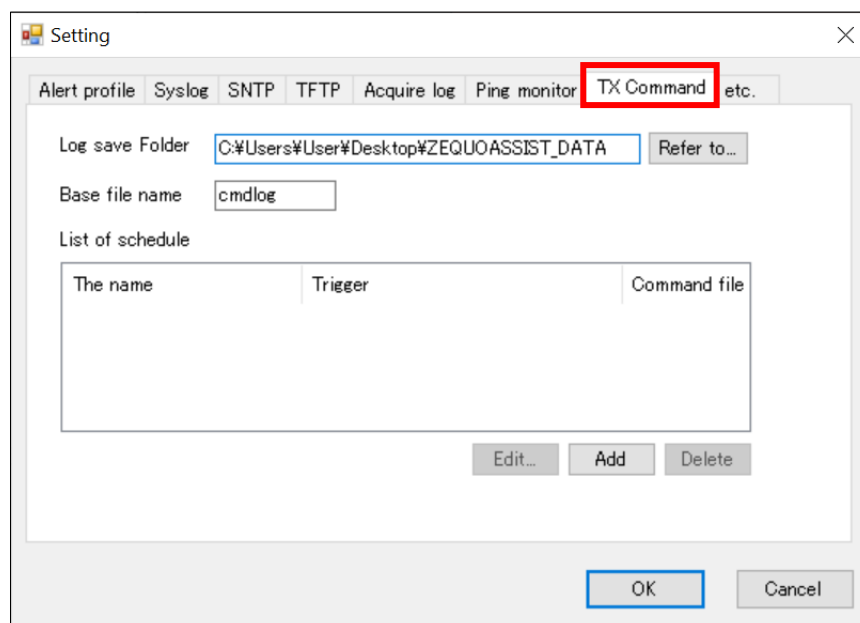 Setting
Alert profile Syslog SNTP TFTP Acquire log Ping monitor TX Command etc.
Log save Folder C:¥Users¥User¥Desktop¥ZEQUOASSIST_DATA Refer to...
Base file name cmdlog
List of schedule
The name Trigger Command file
Edit... Add Delete
OK Cancel